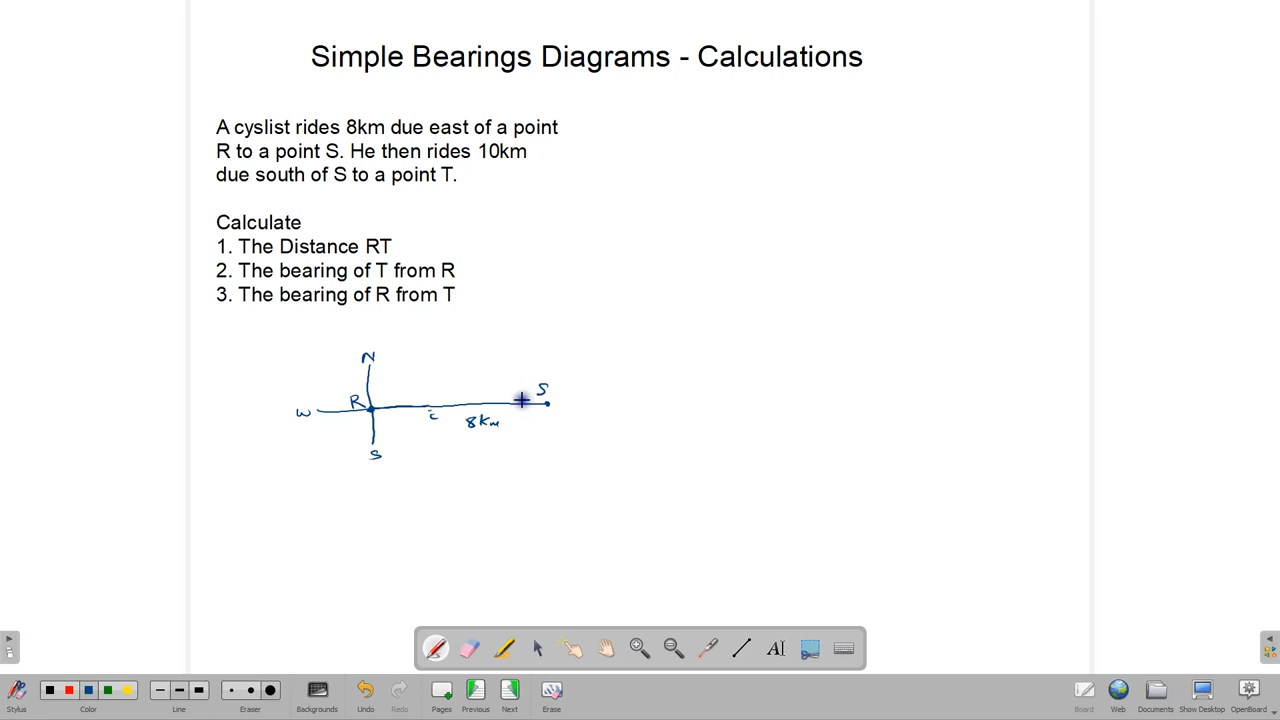 Simple Bearings Diagrams - Calculations
A cyslist rides 8km due east of a point
R to a point S. He then rides 10km
due south of S to a point T.
Calculate
1. The Distance RT
2. The bearing of T from R
3. The bearing of R from T
N
S
R
W
E
8Km
S
Stylus
Color
Line
Eraser
Backgrounds
Undo
Redo
Pages
Previous
Next
Erase
Board
Web
Documents
Show Desktop
OpenBoard